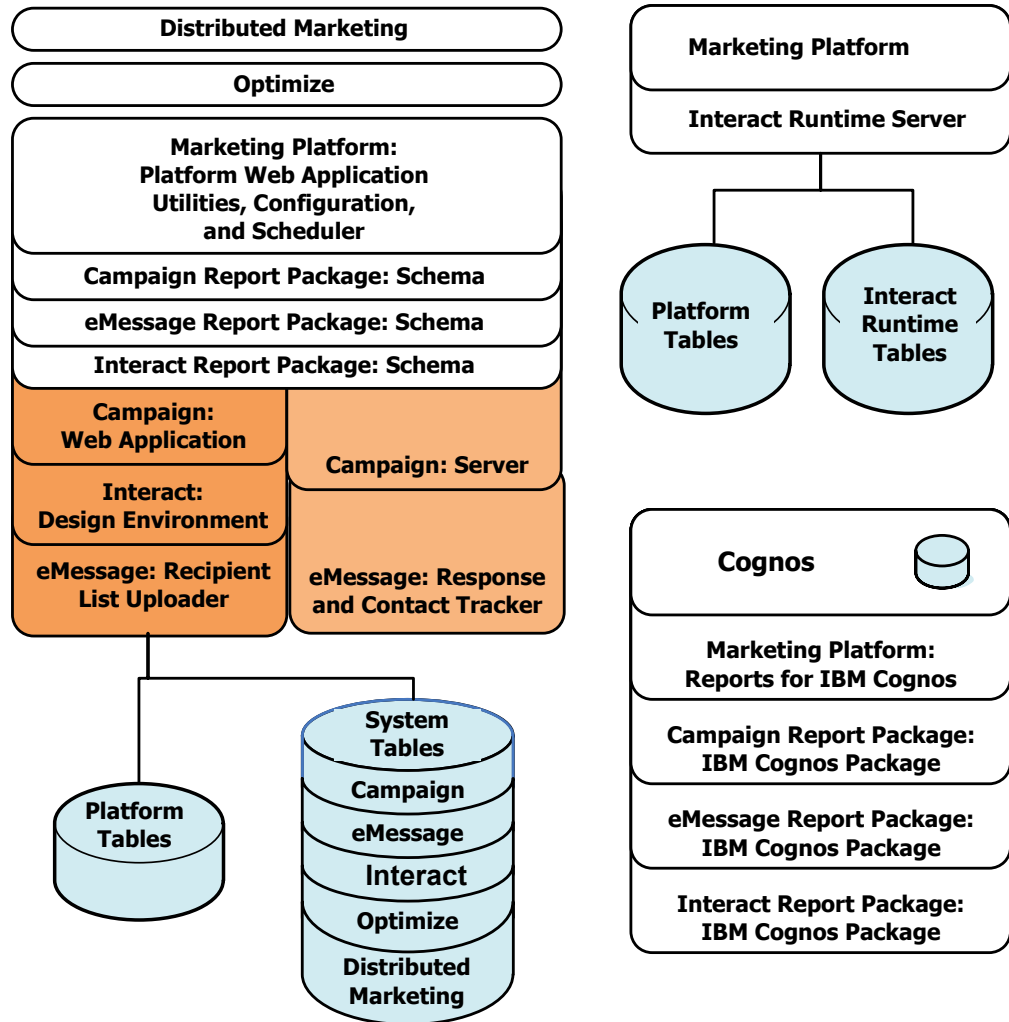 Distributed Marketing
Optimize
Marketing Platform:
Platform Web Application
Utilities, Configuration,
and Scheduler
Campaign Report Package: Schema
eMessage Report Package: Schema
Interact Report Package: Schema
Campaign:
Web Application
Interact:
Design Environment
eMessage: Recipient
List Uploader
Campaign: Server
eMessage: Response
and Contact Tracker
Platform
Tables
System
Tables
Campaign
eMessage
Interact
Optimize
Distributed
Marketing
Marketing Platform
Interact Runtime Server
Platform
Tables
Interact
Runtime
Tables
Cognos
Marketing Platform:
Reports for IBM Cognos
Campaign Report Package:
IBM Cognos Package
eMessage Report Package:
IBM Cognos Package
Interact Report Package:
IBM Cognos Package